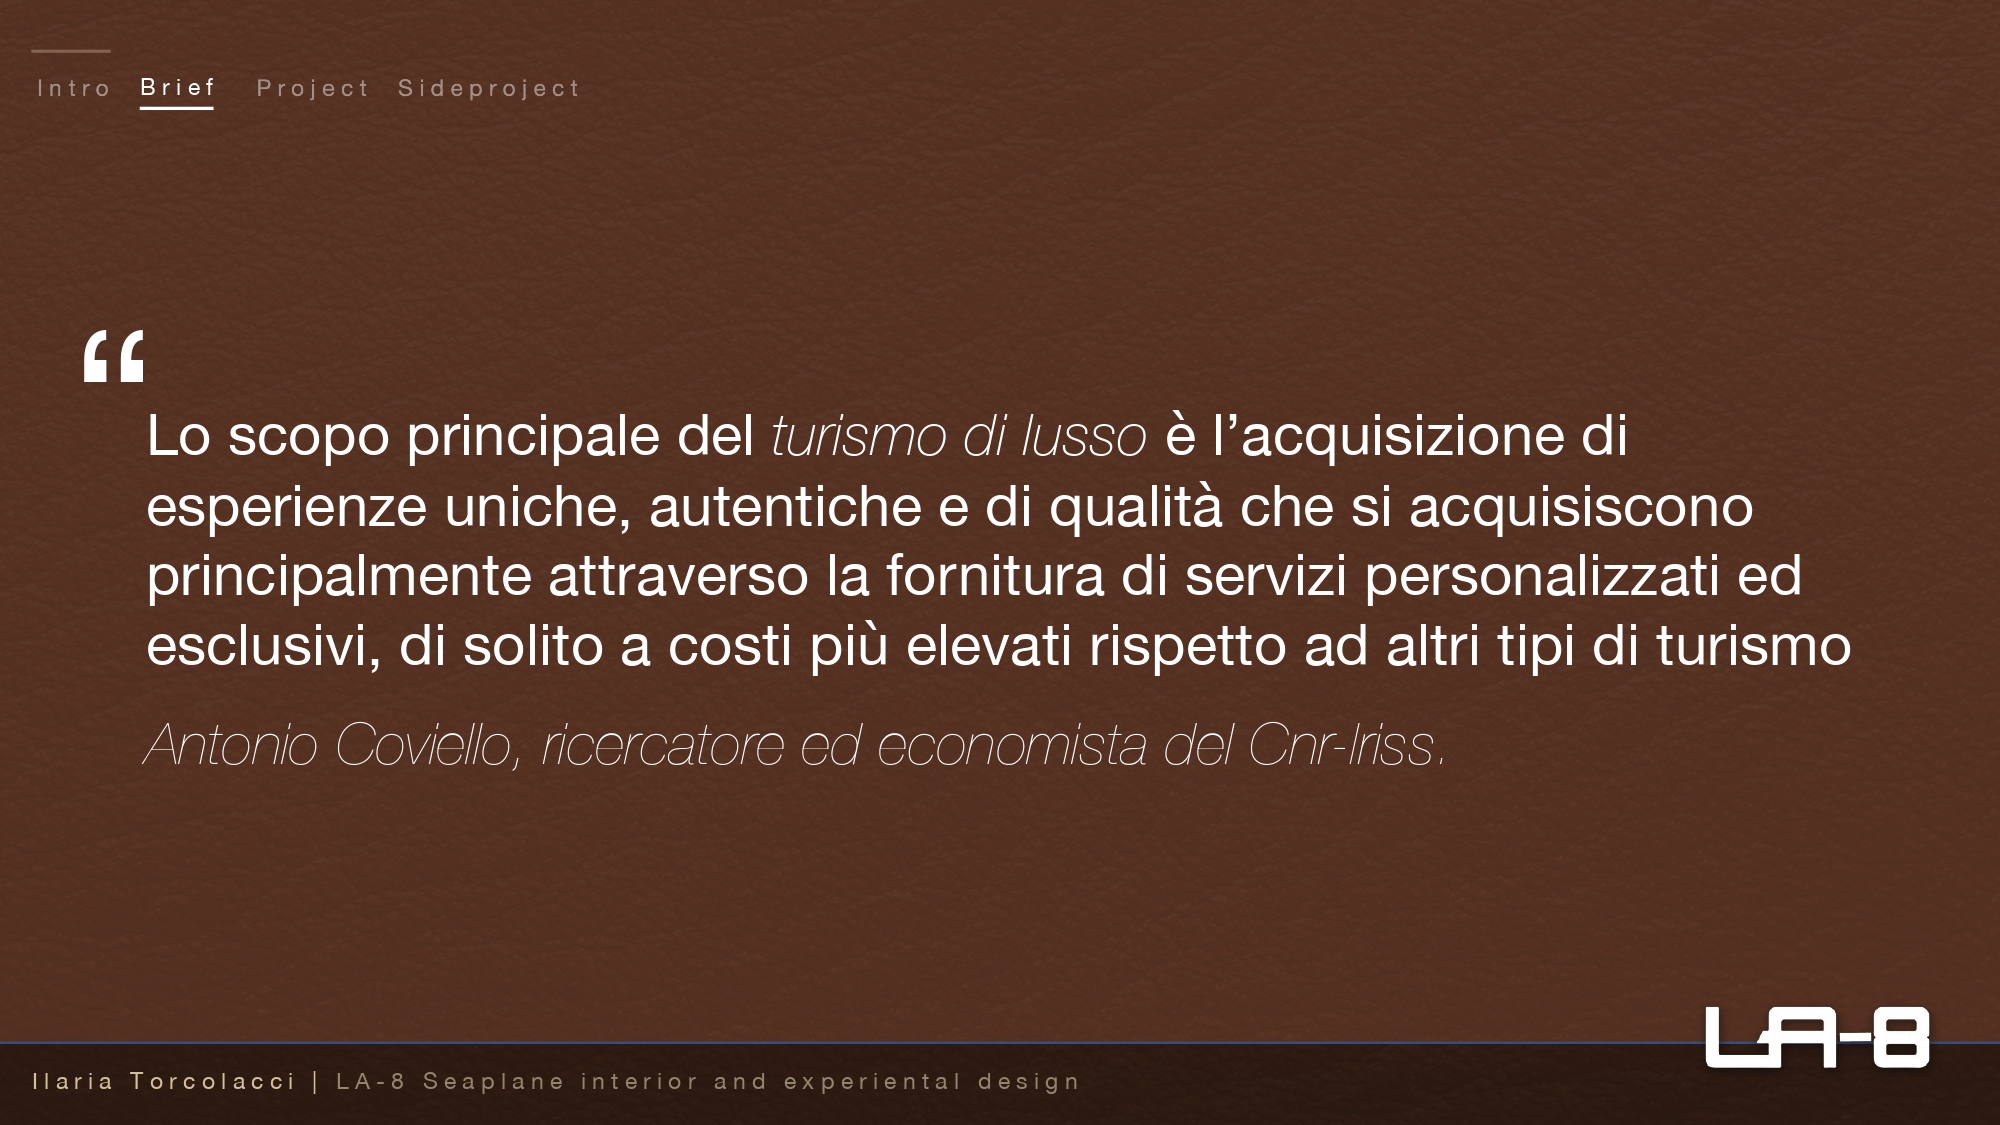 Intro Brief Project Sideproject
“
Lo scopo principale del turismo di lusso è l’acquisizione di
esperienze uniche, autentiche e di qualità che si acquisiscono
principalmente attraverso la fornitura di servizi personalizzati ed
esclusivi, di solito a costi più elevati rispetto ad altri tipi di turismo
Antonio Coviello, ricercatore ed economista del Cnr-Iriss.
LA-8
Ilaria Torcolacci | LA-8 Seaplane interior and experiental design